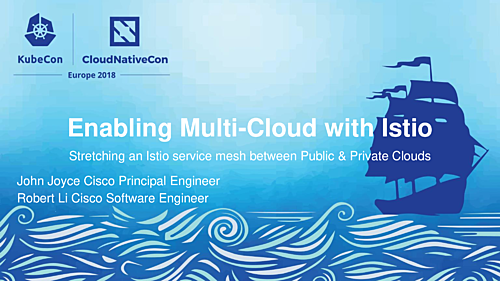 KubeCon
CloudNativeCon
Europe 2018
Enabling Multi-Cloud with Istio
Stretching an Istio service mesh between Public & Private Clouds
John Joyce Cisco Principal Engineer
Robert Li Cisco Software Engineer